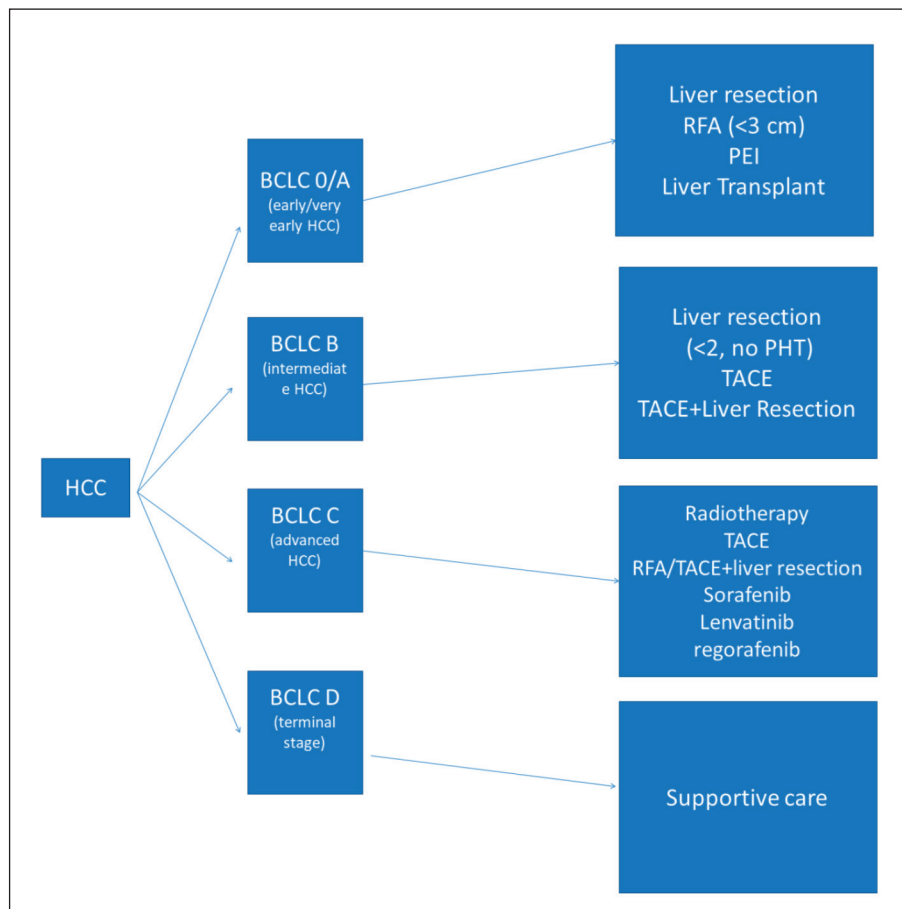 HCC
BCLC 0/A
(early/very
early HCC)
Liver resection
RFA (<3 cm)
PEI
Liver Transplant
BCLC B
(intermediat
e HCC)
Liver resection
(<2, no PHT)
TACE
TACE+Liver Resection
BCLC C
(advanced
HCC)
Radiotherapy
TACE
RFA/TACE+liver resection
Sorafenib
Lenvatinib
regorafenib
BCLC D
(terminal
stage)
Supportive care